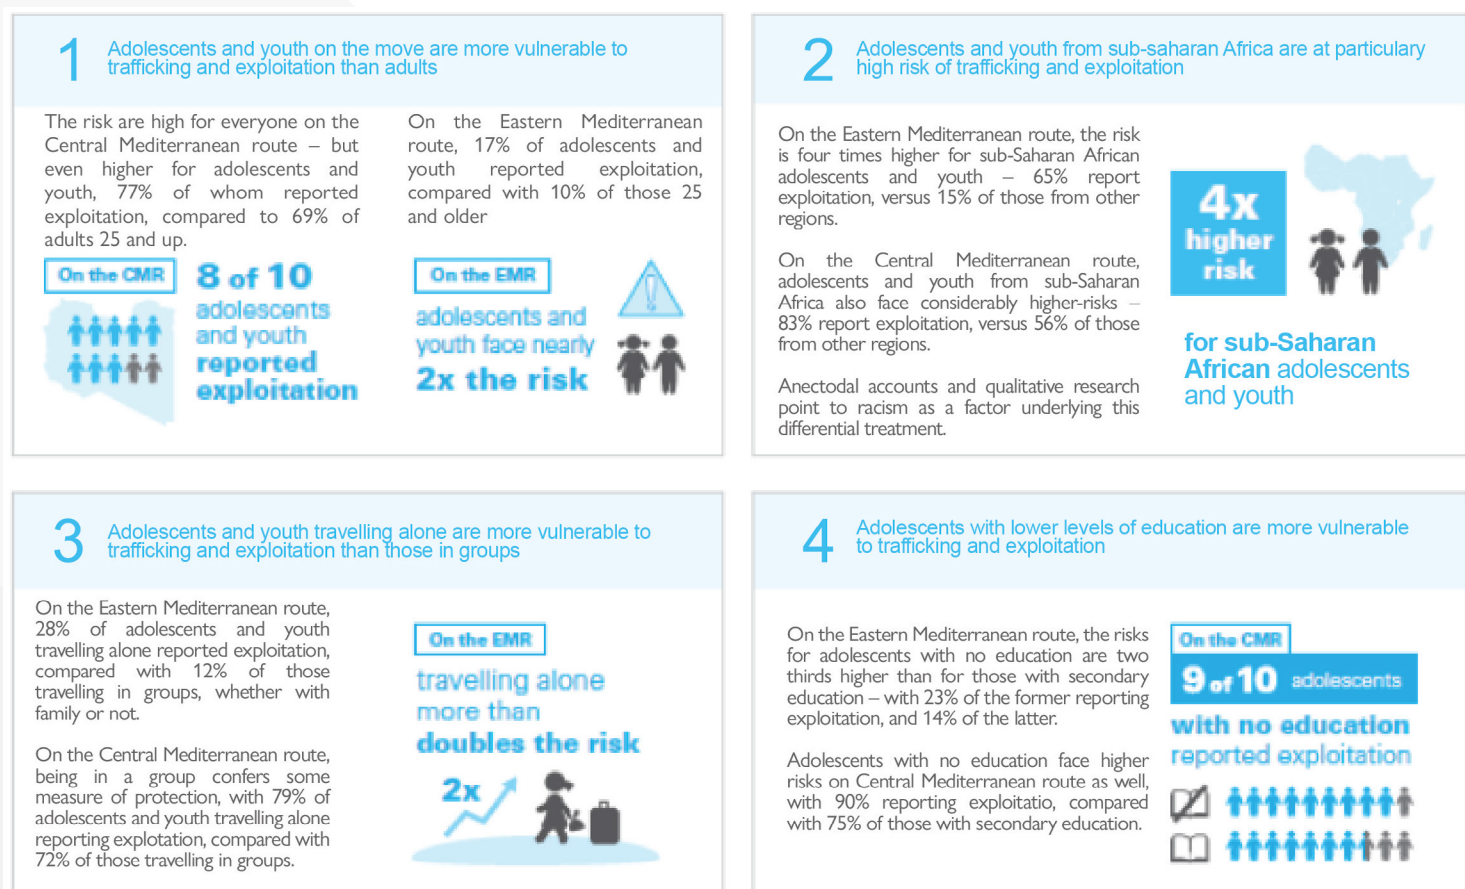 1
Adolescents and youth on the move are more vulnerable to
trafficking and exploitation than adults
The risk are high for everyone on the
Central Mediterranean route – but
even higher for adolescents and
youth, 77% of whom reported
exploitation, compared to 69% of
adults 25 and up.
On the CMR
8 of 10
adolescents
and youth
reported
exploitation
On the Eastern Mediterranean
route, 17% of adolescents and
youth reported exploitation,
compared with 10% of those 25
and older
On the EMR
adolescents and
youth face nearly
2x the risk
2
Adolescents and youth from sub-saharan Africa are at particulary
high risk of trafficking and exploitation
On the Eastern Mediterranean route, the risk
is four times higher for sub-Saharan African
adolescents and youth – 65% report
exploitation, versus 15% of those from other
regions.
On the Central Mediterranean route,
adolescents and youth from sub-Saharan
Africa also face considerably higher-risks –
83% report exploitation, versus 56% of those
from other regions.
Anectodal accounts and qualitative research
point to racism as a factor underlying this
differential treatment.
4x
higher
risk
for sub-Saharan
African adolescents
and youth
3
Adolescents and youth travelling alone are more vulnerable to
trafficking and exploitation than those in groups
On the Eastern Mediterranean route,
28% of adolescents and youth
travelling alone reported exploitation,
compared with 12% of those
travelling in groups, whether with
family or not.
On the Central Mediterranean route,
being in a group confers some
measure of protection, with 79% of
adolescents and youth travelling alone
reporting explotation, compared with
72% of those travelling in groups.
On the EMR
travelling alone
more than
doubles the risk
2x
4
Adolescents with lower levels of education are more vulnerable
to trafficking and exploitation
On the Eastern Mediterranean route, the risks
for adolescents with no education are two
thirds higher than for those with secondary
education – with 23% of the former reporting
exploitation, and 14% of the latter.
Adolescents with no education face higher
risks on Central Mediterranean route as well,
with 90% reporting exploitatio, compared
with 75% of those with secondary education.
On the CMR
9 of 10 adolescents
with no education
reported exploitation